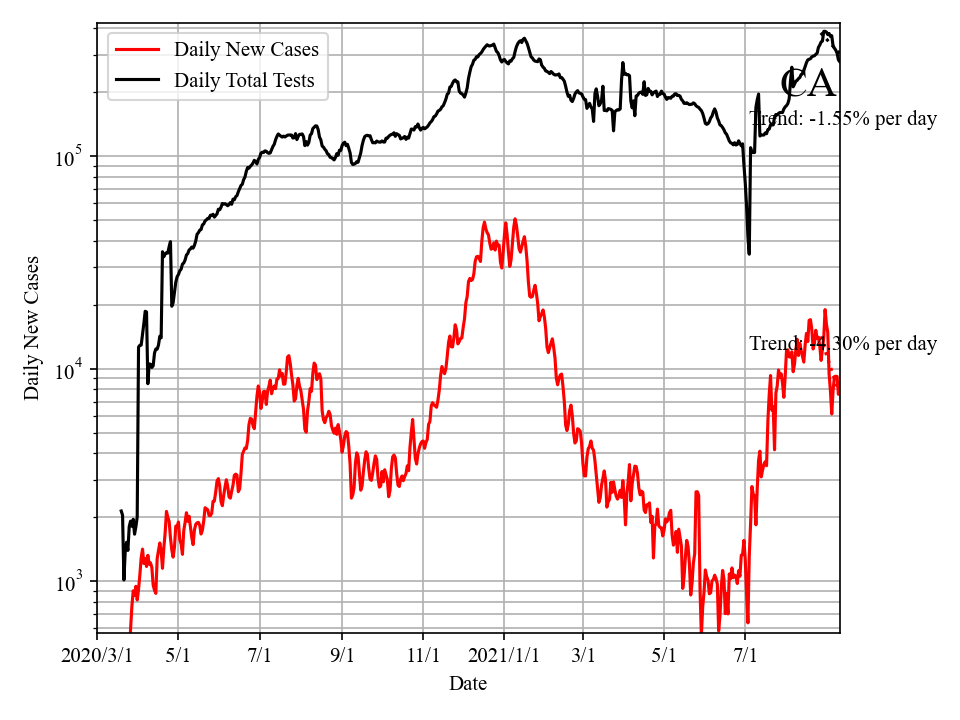 Daily New Cases
Daily Total Tests
CA
Trend: -1.55% per day
Trend: -4.30% per day
10^5
10^4
10^3
Daily New Cases
2020/3/1 5/1 7/1 9/1 11/1 2021/1/1 3/1 5/1 7/1
Date